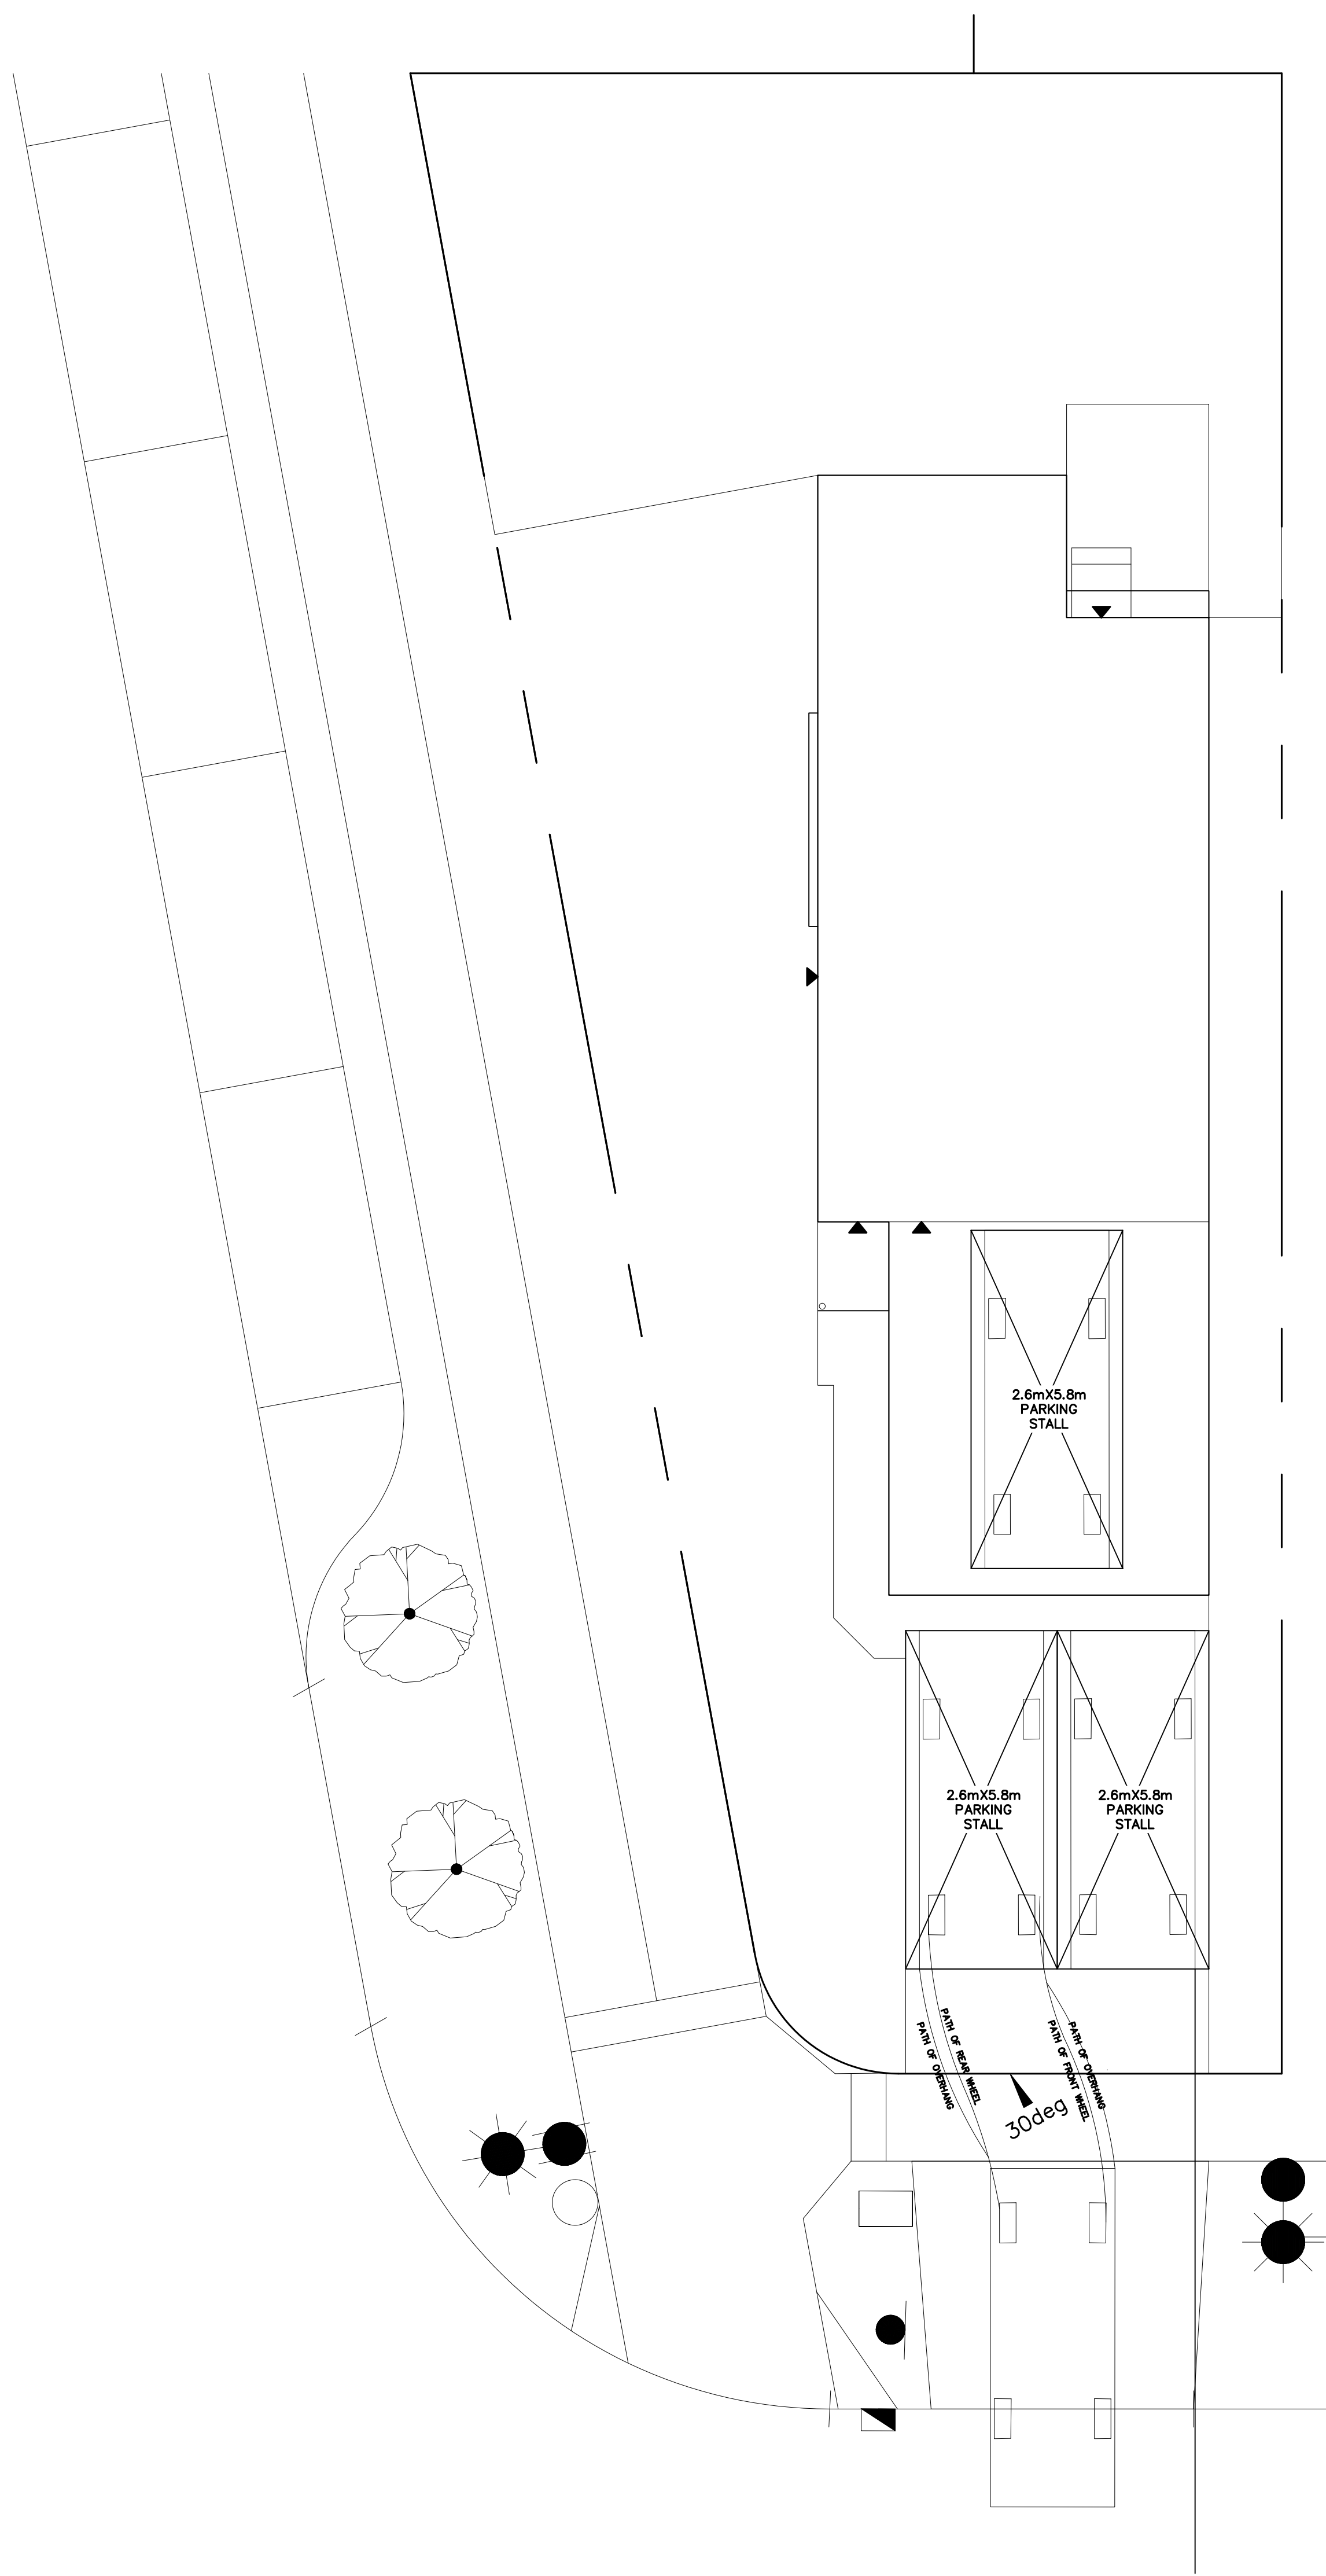 2.6mX5.8m
PARKING
STALL
2.6mX5.8m
PARKING
STALL
2.6mX5.8m
PARKING
STALL
PATH OF OVERHANG
PATH OF REAR WHEEL
PATH OF FRONT WHEEL
PATH OF OVERHANG
30deg